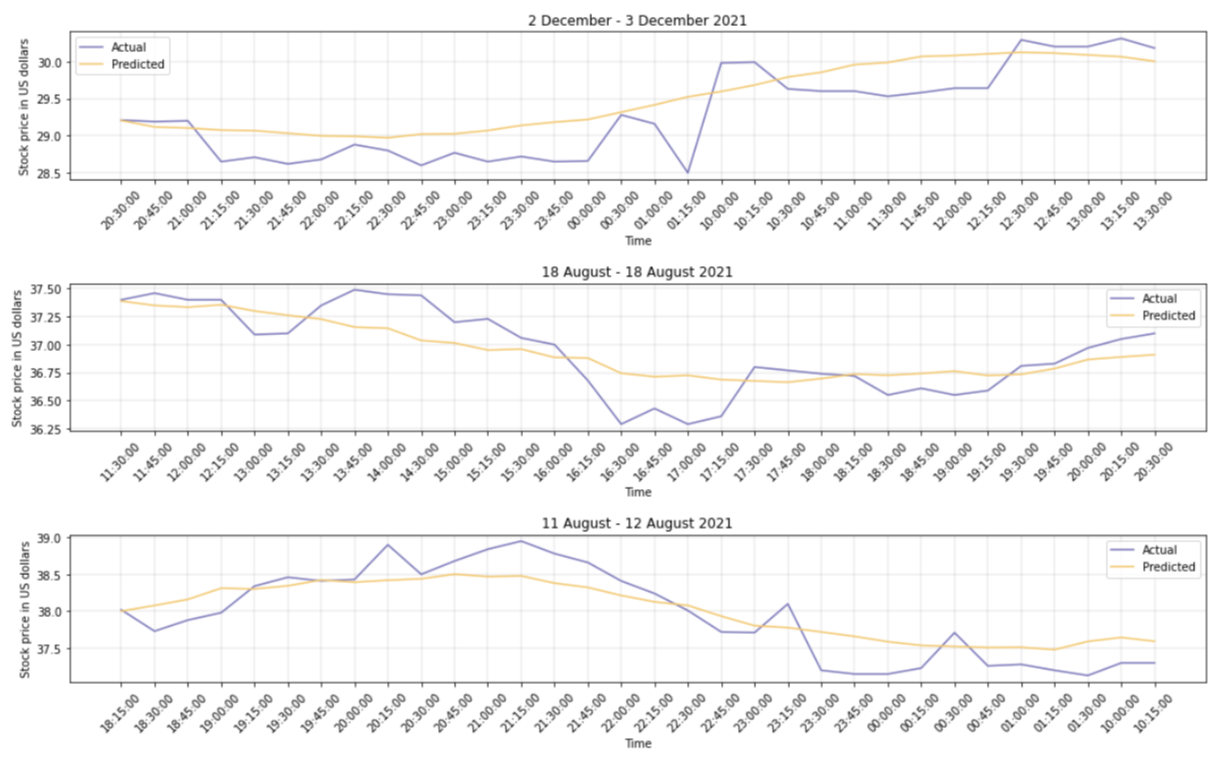 2 December - 3 December 2021
Stock price in US dollars
Actual
Predicted
30.0
29.5
29.0
28.5
20:30:00 20:45:00 21:00:00 21:15:00 21:30:00 21:45:00 22:00:00 22:15:00 22:30:00 22:45:00 23:00:00 23:15:00 23:30:00 23:45:00 00:00:00 00:30:00 01:00:00 01:15:00 10:00:00 10:15:00 10:30:00 10:45:00 11:00:00 11:30:00 11:45:00 12:00:00 12:15:00 12:30:00 12:45:00 13:00:00 13:15:00 13:30:00
Time
18 August - 18 August 2021
Stock price in US dollars
Actual
Predicted
37.50
37.25
37.00
36.75
36.50
36.25
11:30:00 11:45:00 12:00:00 12:15:00 13:00:00 13:15:00 13:30:00 13:45:00 14:00:00 14:30:00 15:00:00 15:15:00 15:30:00 16:00:00 16:30:00 16:45:00 17:00:00 17:15:00 17:30:00 17:45:00 18:00:00 18:15:00 18:30:00 18:45:00 19:00:00 19:15:00 19:30:00 19:45:00 20:00:00 20:15:00 20:30:00
Time
11 August - 12 August 2021
Stock price in US dollars
Actual
Predicted
39.0
38.5
38.0
37.5
18:15:00 18:30:00 18:45:00 19:00:00 19:15:00 19:30:00 19:45:00 20:00:00 20:15:00 20:30:00 20:45:00 21:00:00 21:15:00 21:30:00 21:45:00 22:00:00 22:15:00 22:30:00 22:45:00 23:00:00 23:15:00 23:30:00 23:45:00 00:00:00 00:15:00 00:30:00 00:45:00 01:00:00 01:15:00 01:30:00 10:00:00 10:15:00
Time